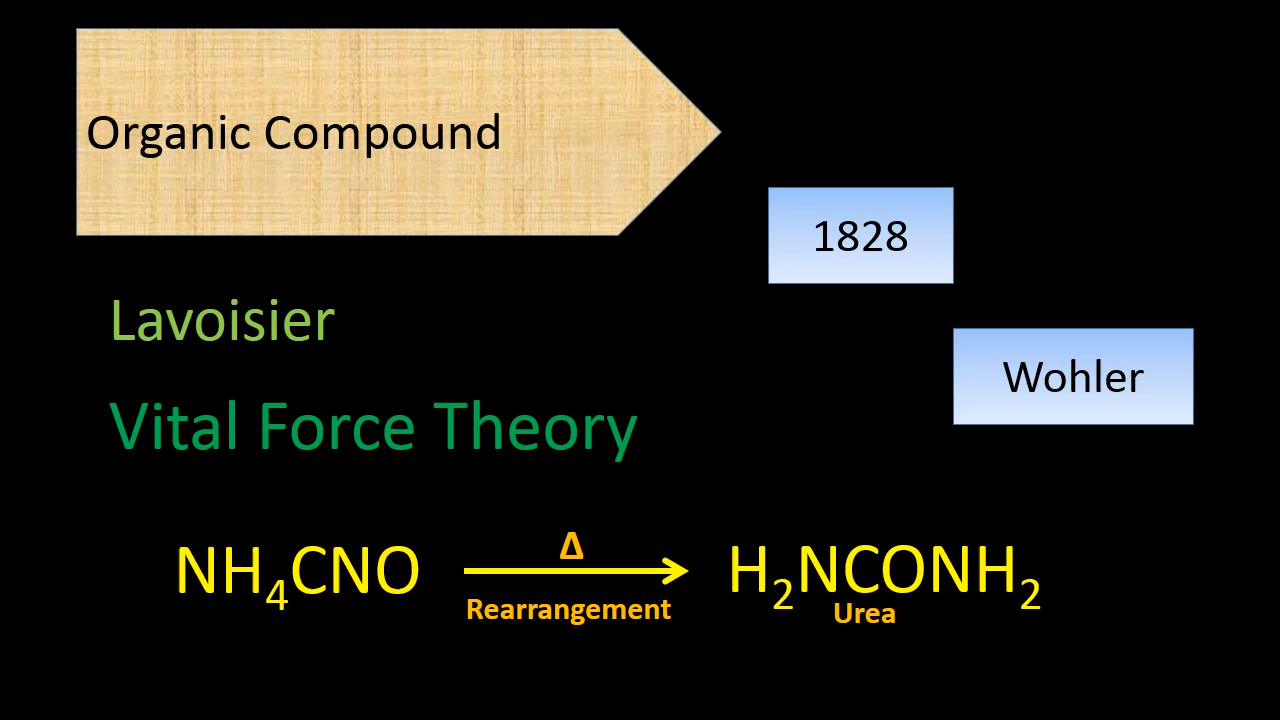 Organic Compound
1828
Lavoisier
Wohler
Vital Force Theory
Δ
NH₄CNO H₂NCONH₂
Rearrangement Urea